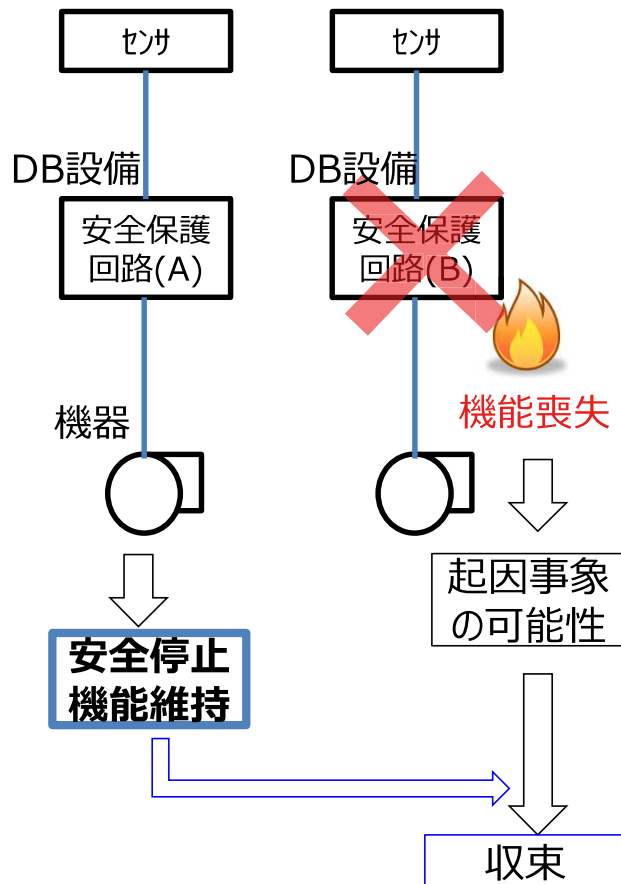 センサ
センサ
DB設備
DB設備
安全保護
回路(A)
安全保護
回路(B)
機能喪失
機器
起因事象
の可能性
安全停止
機能維持
収束